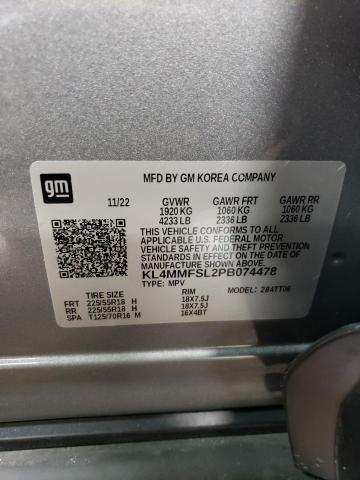 gm
MFD BY GM KOREA COMPANY
11/22 GVWR GAWR FRT GAWR RR
1920 KG 1060 KG 1060 KG
4233 LB 2336 LB 2336 LB
THIS VEHICLE CONFORMS TO ALL
APPLICABLE U.S. FEDERAL MOTOR
VEHICLE SAFETY AND THEFT PREVENTION
STANDARDS IN EFFECT ON THE DATE
OF MANUFACTURE SHOWN ABOVE.
KL4MMFSL2PB074478
TYPE: MPV MODEL: 284TT06
TIRE SIZE RIM
FRT 225/55R18 H 18X7.5J
RR 225/55R18 H 18X7.5J
SPA T125/70R16 M 16X4BT